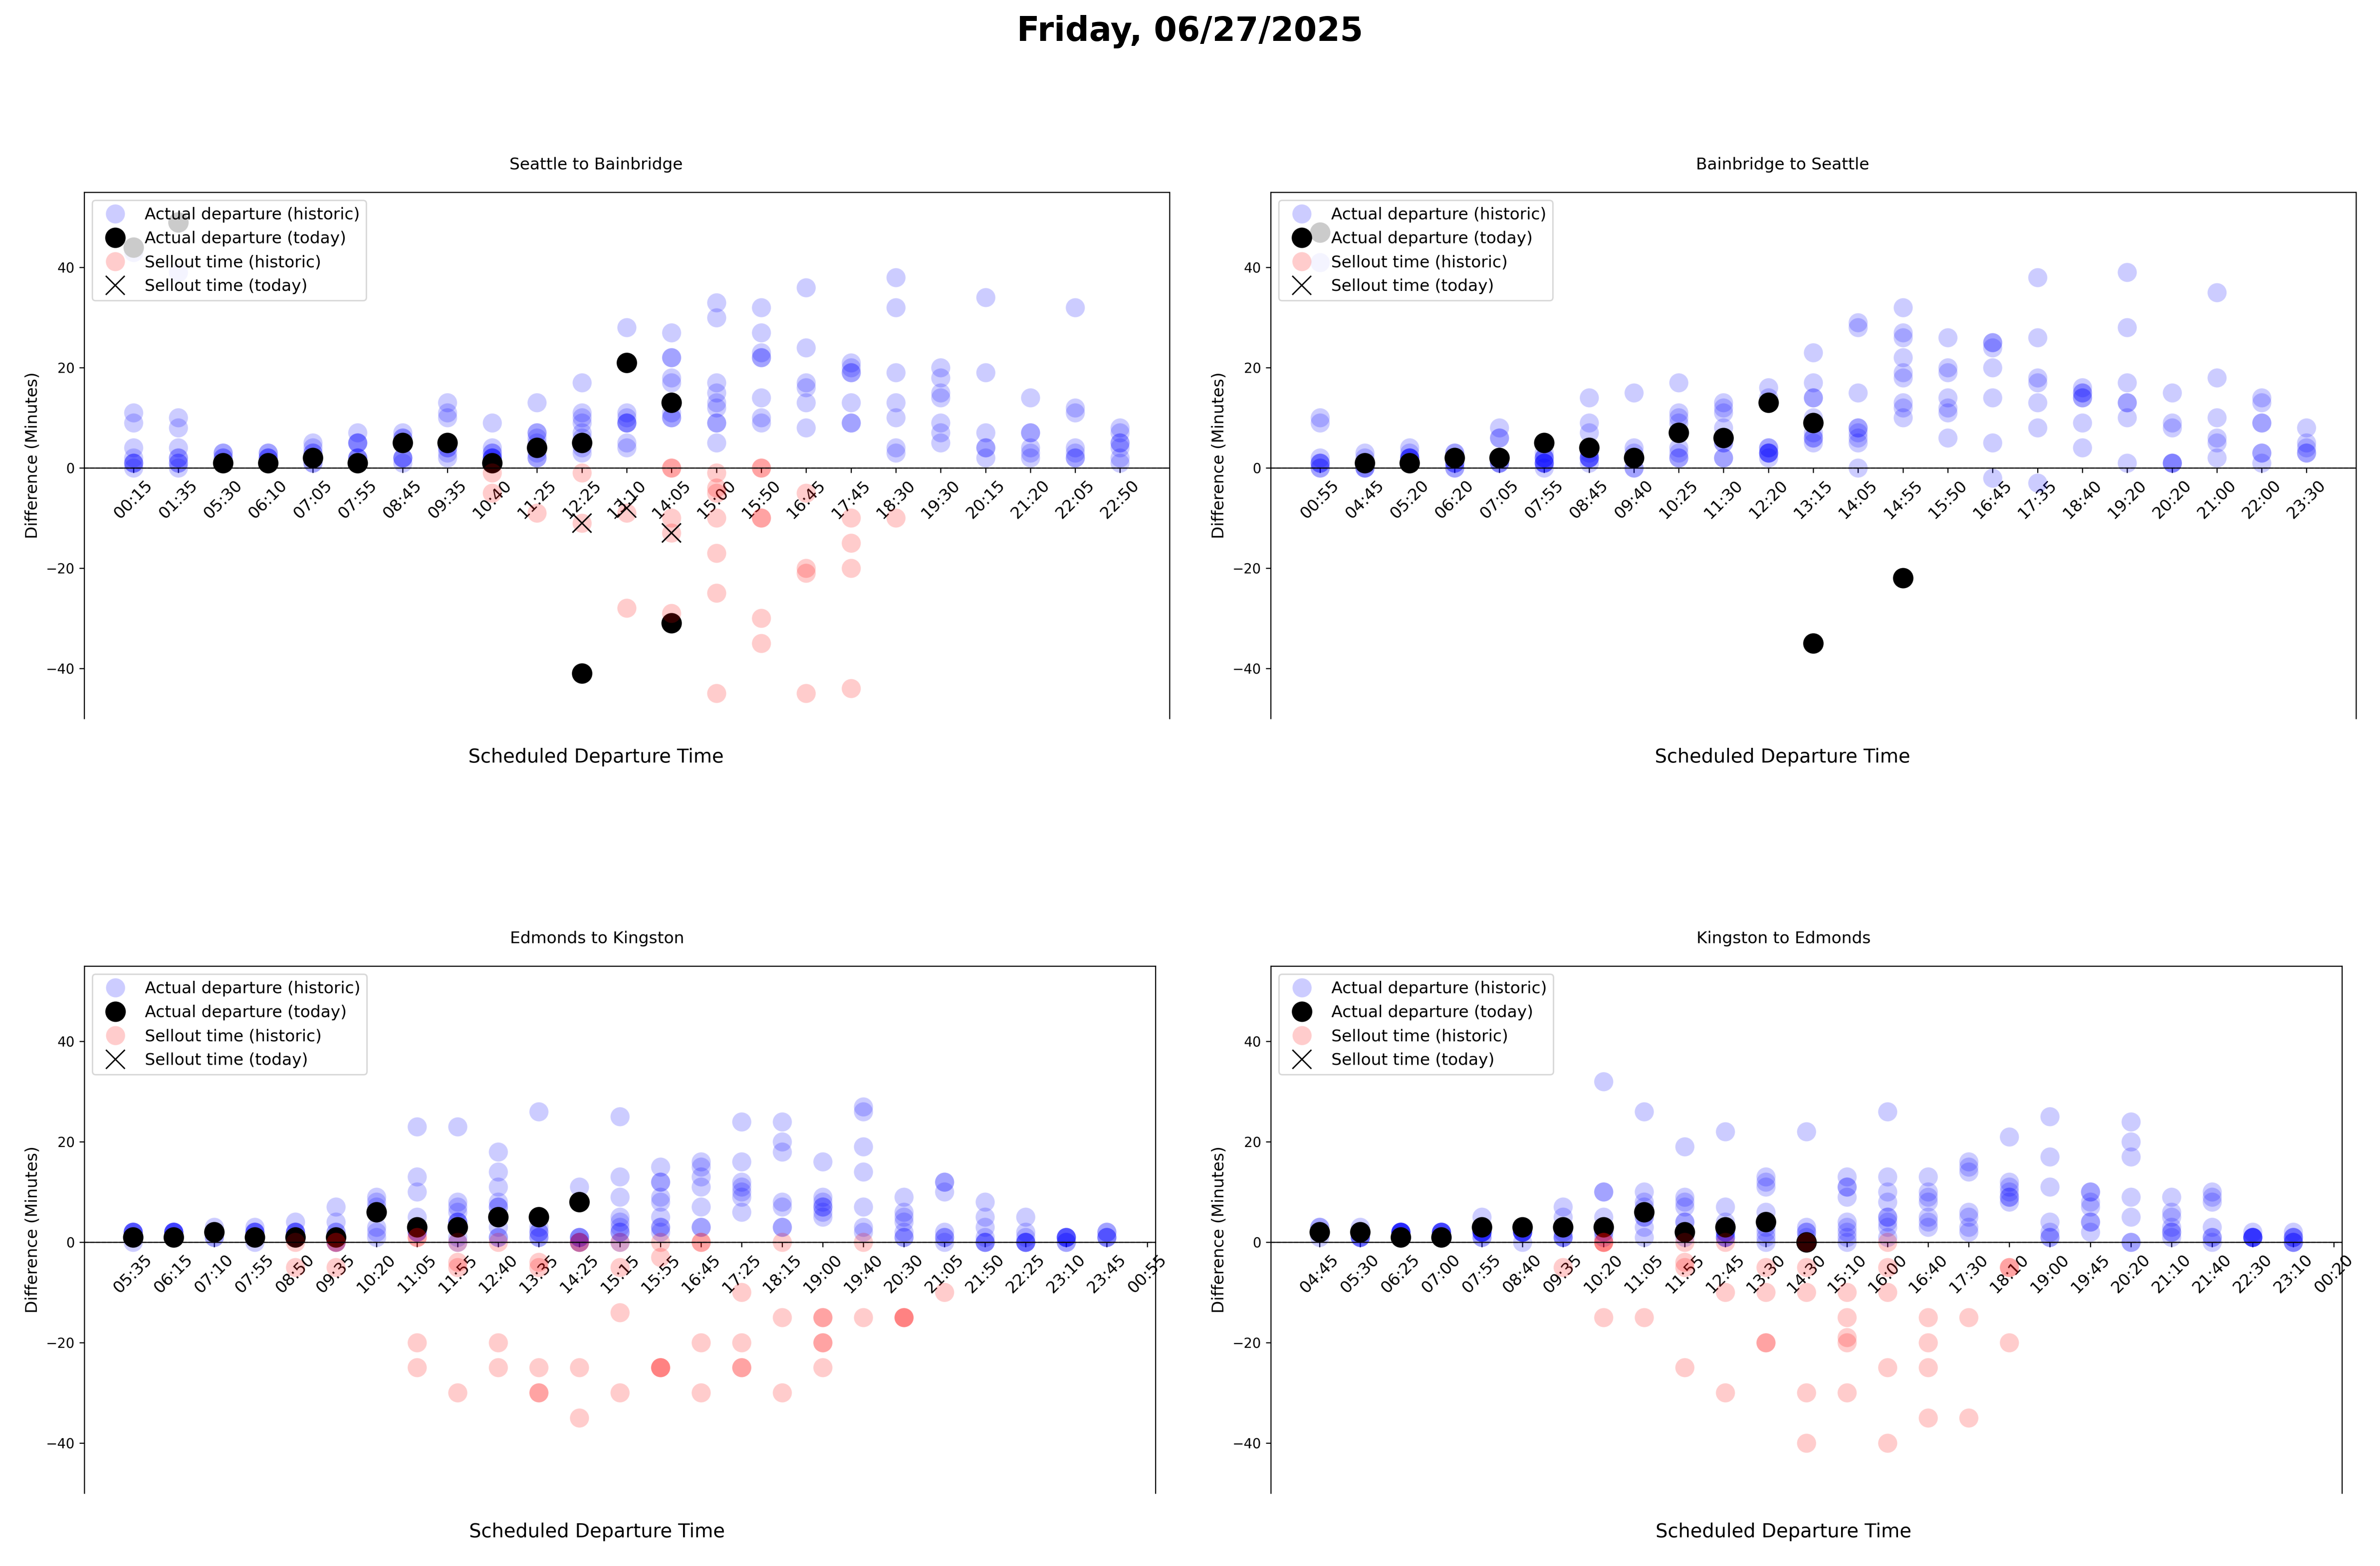 Friday, 06/27/2025
Seattle to Bainbridge
Actual departure (historic)
Actual departure (today)
Sellout time (historic)
Sellout time (today)
Difference (Minutes)
40
20
0
−20
−40
00:15 01:35 05:30 06:10 07:05 07:55 08:45 09:35 10:40 11:25 12:25 13:10 14:05 15:00 15:50 16:45 17:45 18:30 19:30 20:15 21:20 22:05 22:50
Scheduled Departure Time
Bainbridge to Seattle
Actual departure (historic)
Actual departure (today)
Sellout time (historic)
Sellout time (today)
Difference (Minutes)
40
20
0
−20
−40
00:55 04:45 05:20 06:20 07:05 07:55 08:45 09:40 10:25 11:30 12:20 13:15 14:05 14:55 15:50 16:45 17:35 18:40 19:20 20:20 21:00 22:00 23:30
Scheduled Departure Time
Edmonds to Kingston
Actual departure (historic)
Actual departure (today)
Sellout time (historic)
Sellout time (today)
Difference (Minutes)
40
20
0
−20
−40
05:35 06:15 07:10 07:55 08:50 09:35 10:20 11:05 11:55 12:40 13:35 14:25 15:15 15:55 16:45 17:25 18:15 19:00 19:40 20:30 21:05 21:50 22:25 23:10 23:45 00:55
Scheduled Departure Time
Kingston to Edmonds
Actual departure (historic)
Actual departure (today)
Sellout time (historic)
Sellout time (today)
Difference (Minutes)
40
20
0
−20
−40
04:45 05:30 06:25 07:00 07:55 08:40 09:35 10:20 11:05 11:55 12:45 13:30 14:30 15:10 16:00 16:40 17:30 18:10 19:00 19:45 20:20 21:10 21:40 22:30 23:10 00:20
Scheduled Departure Time